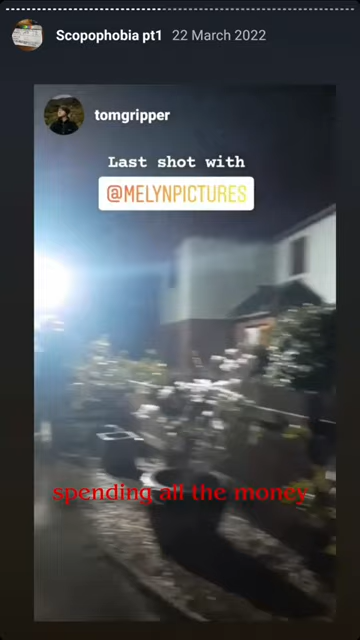 Scopophobia pt1 22 March 2022
tomgripper
Last shot with
@MELYNPICTURES
spending all the money